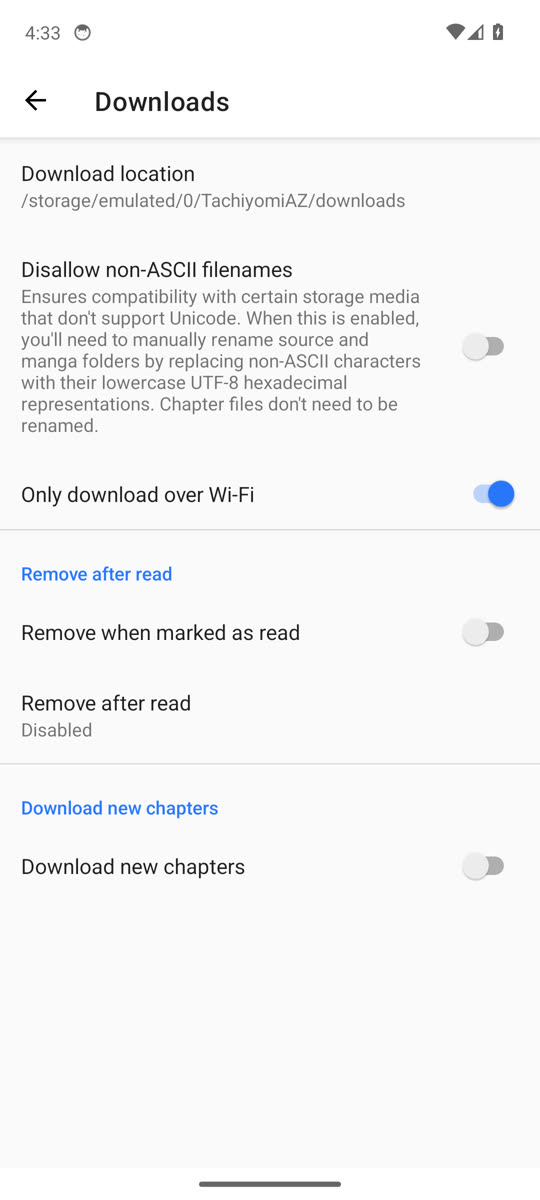 4:33
Downloads
Download location
/storage/emulated/0/TachiyomiAZ/downloads
Disallow non-ASCII filenames
Ensures compatibility with certain storage media
that don't support Unicode. When this is enabled,
you'll need to manually rename source and
manga folders by replacing non-ASCII characters
with their lowercase UTF-8 hexadecimal
representations. Chapter files don't need to be
renamed.
Only download over Wi-Fi
Remove after read
Remove when marked as read
Remove after read
Disabled
Download new chapters
Download new chapters